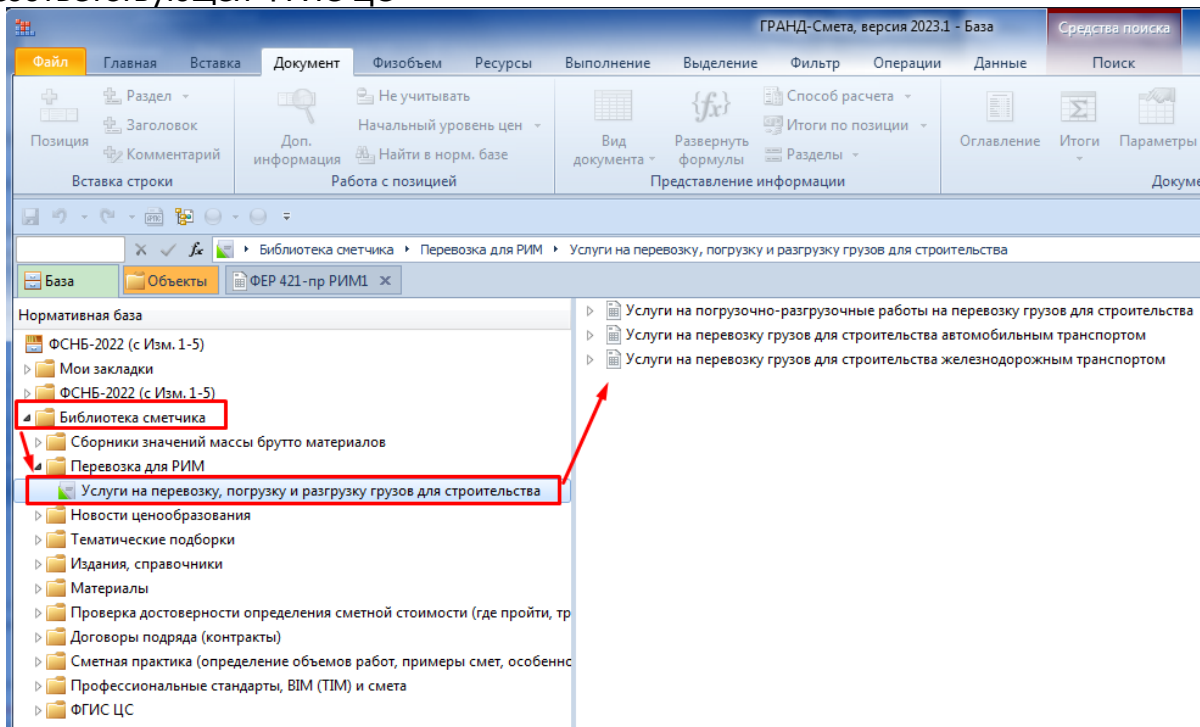 ГРАНД-Смета, версия 2023.1 - База
Средства поиска
Файл Главная Вставка Документ Физобъем Ресурсы Выполнение Выделение Фильтр Операции Данные Поиск
Позиция
Раздел
Заголовок
Комментарий
Вставка строки
Доп. информация
Не учитывать
Начальный уровень цен
Найти в норм. базе
Работа с позицией
Вид документа
Развернуть формулы
Способ расчета
Итоги по позиции
Разделы
Представление информации
Оглавление
Итоги
Параметры
Библиотека сметчика Перевозка для РИМ Услуги на перевозку, погрузку и разгрузку грузов для строительства
База Объекты ФЕР 421-пр РИМ1
Нормативная база
ФСНБ-2022 (с Изм. 1-5)
Мои закладки
ФСНБ-2022 (с Изм. 1-5)
Библиотека сметчика
Сборники значений массы брутто материалов
Перевозка для РИМ
Услуги на перевозку, погрузку и разгрузку грузов для строительства
Новости ценообразования
Тематические подборки
Издания, справочники
Материалы
Проверка достоверности определения сметной стоимости (где пройти, тр
Договоры подряда (контракты)
Сметная практика (определение объемов работ, примеры смет, особенно
Профессиональные стандарты, BIM (TIM) и смета
ФГИС ЦС
Услуги на погрузочно-разгрузочные работы на перевозку грузов для строительства
Услуги на перевозку грузов для строительства автомобильным транспортом
Услуги на перевозку грузов для строительства железнодорожным транспортом